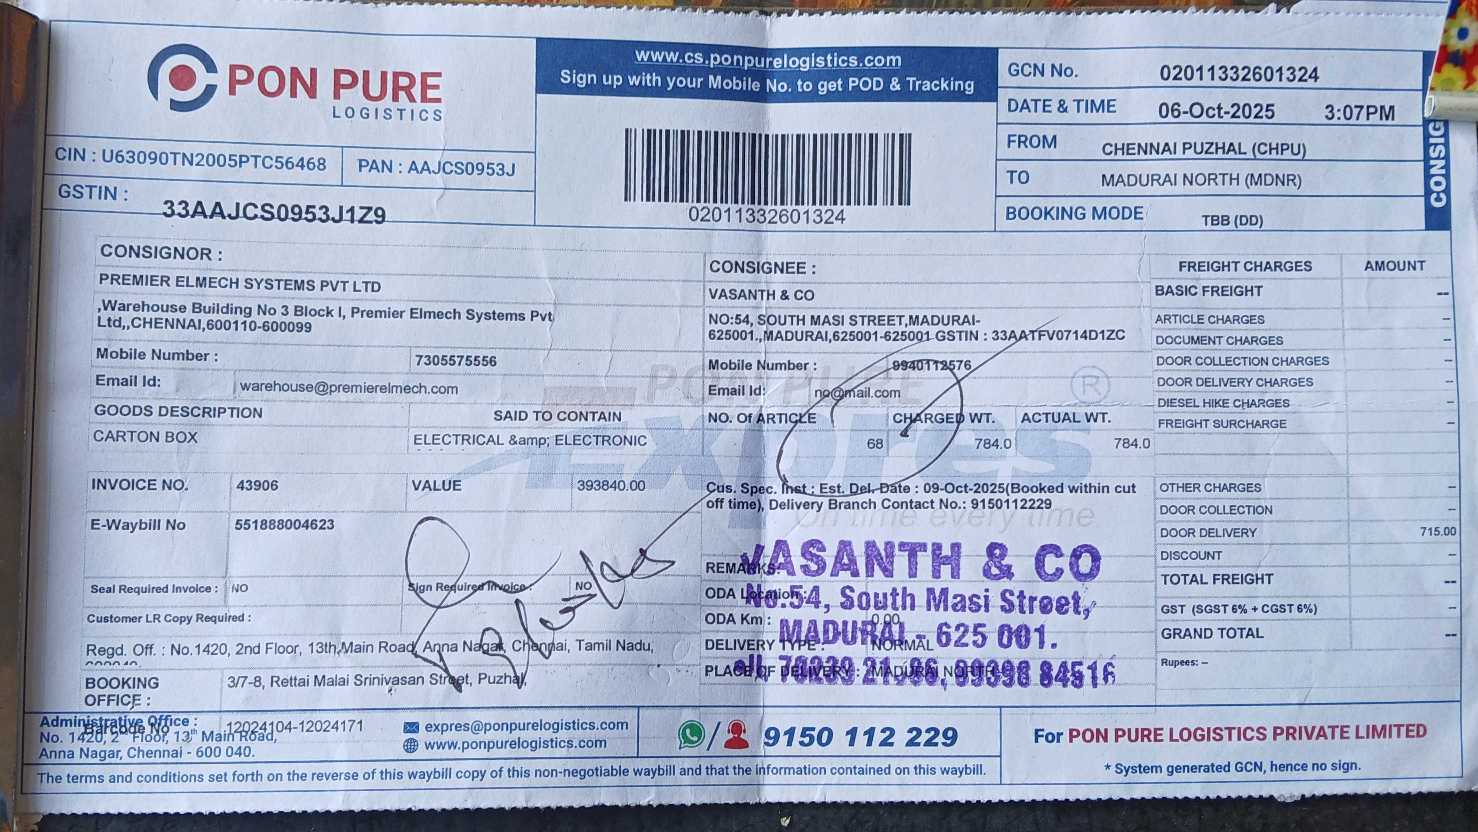 PON PURE
LOGISTICS
CIN : U63090TN2005PTC56468 PAN : AAJCS0953J
GSTIN : 33AAJCS0953J1Z9
www.cs.ponpurelogistics.com
Sign up with your Mobile No. to get POD & Tracking
02011332601324
GCN No. 02011332601324
DATE & TIME 06-Oct-2025 3:07PM
FROM CHENNAI PUZHAL (CHPU)
TO MADURAI NORTH (MDNR)
BOOKING MODE TBB (DD)
CONSIG
CONSIGNOR :
PREMIER ELMECH SYSTEMS PVT LTD
,Warehouse Building No 3 Block I, Premier Elmech Systems Pvt
Ltd,,CHENNAI,600110-600099
Mobile Number : 7305575556
Email Id: warehouse@premierelmech.com
GOODS DESCRIPTION SAID TO CONTAIN
CARTON BOX ELECTRICAL &amp; ELECTRONIC
INVOICE NO. 43906 VALUE 393840.00
E-Waybill No 551888004623
Seal Required Invoice : NO Sign Required Invoice : NO
Customer LR Copy Required :
Regd. Off. : No.1420, 2nd Floor, 13th,Main Road, Anna Nagar, Chennai, Tamil Nadu,
BOOKING OFFICE : 3/7-8, Rettai Malai Srinivasan Street, Puzhal,
Barcode No 12024104-12024171
CONSIGNEE :
VASANTH & CO
NO:54, SOUTH MASI STREET,MADURAI-
625001.,MADURAI,625001-625001 GSTIN : 33AATFV0714D1ZC
Mobile Number : 9940112576
Email Id: no@mail.com
PON PURE
Expres
®
On time every time
NO. Of ARTICLE CHARGED WT. ACTUAL WT.
68 784.0 784.0
Cus. Spec. Inst : Est. Del. Date : 09-Oct-2025(Booked within cut
off time), Delivery Branch Contact No.: 9150112229
REMARKS
ODA Location :
ODA Km : 0.00
DELIVERY TYPE : NORMAL
PLACE OF DELIVERY : MADURAI NORTH
VASANTH & CO
No.54, South Masi Street,
MADURAI - 625 001.
84516
FREIGHT CHARGES AMOUNT
BASIC FREIGHT --
ARTICLE CHARGES --
DOCUMENT CHARGES --
DOOR COLLECTION CHARGES --
DOOR DELIVERY CHARGES --
DIESEL HIKE CHARGES --
FREIGHT SURCHARGE --
OTHER CHARGES --
DOOR COLLECTION --
DOOR DELIVERY 715.00
DISCOUNT --
TOTAL FREIGHT --
GST (SGST 6% + CGST 6%) --
GRAND TOTAL --
Rupees: --
Administrative Office :
No. 1420, 2nd Floor, 13th Main Road,
Anna Nagar, Chennai - 600 040.
expres@ponpurelogistics.com
www.ponpurelogistics.com
/ 9150 112 229
For PON PURE LOGISTICS PRIVATE LIMITED
* System generated GCN, hence no sign.
The terms and conditions set forth on the reverse of this waybill copy of this non-negotiable waybill and that the information contained on this waybill.